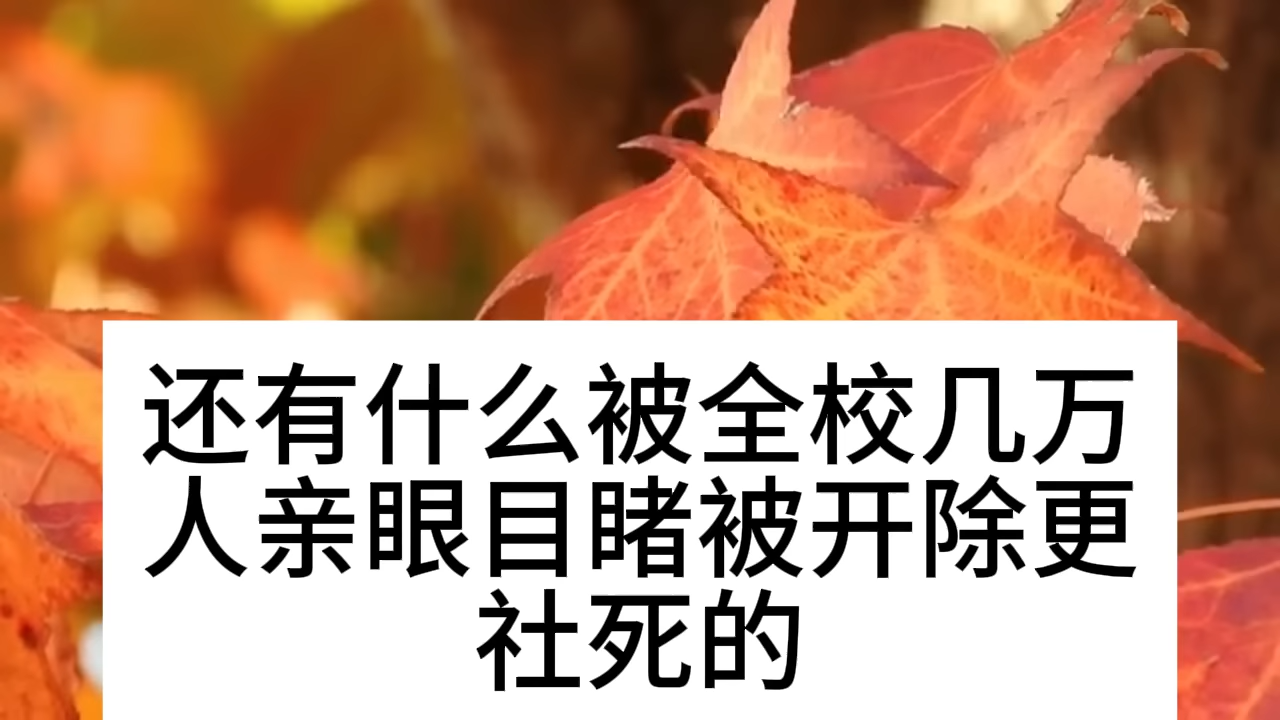 还有什么被全校几万
人亲眼目睹被开除更
社死的